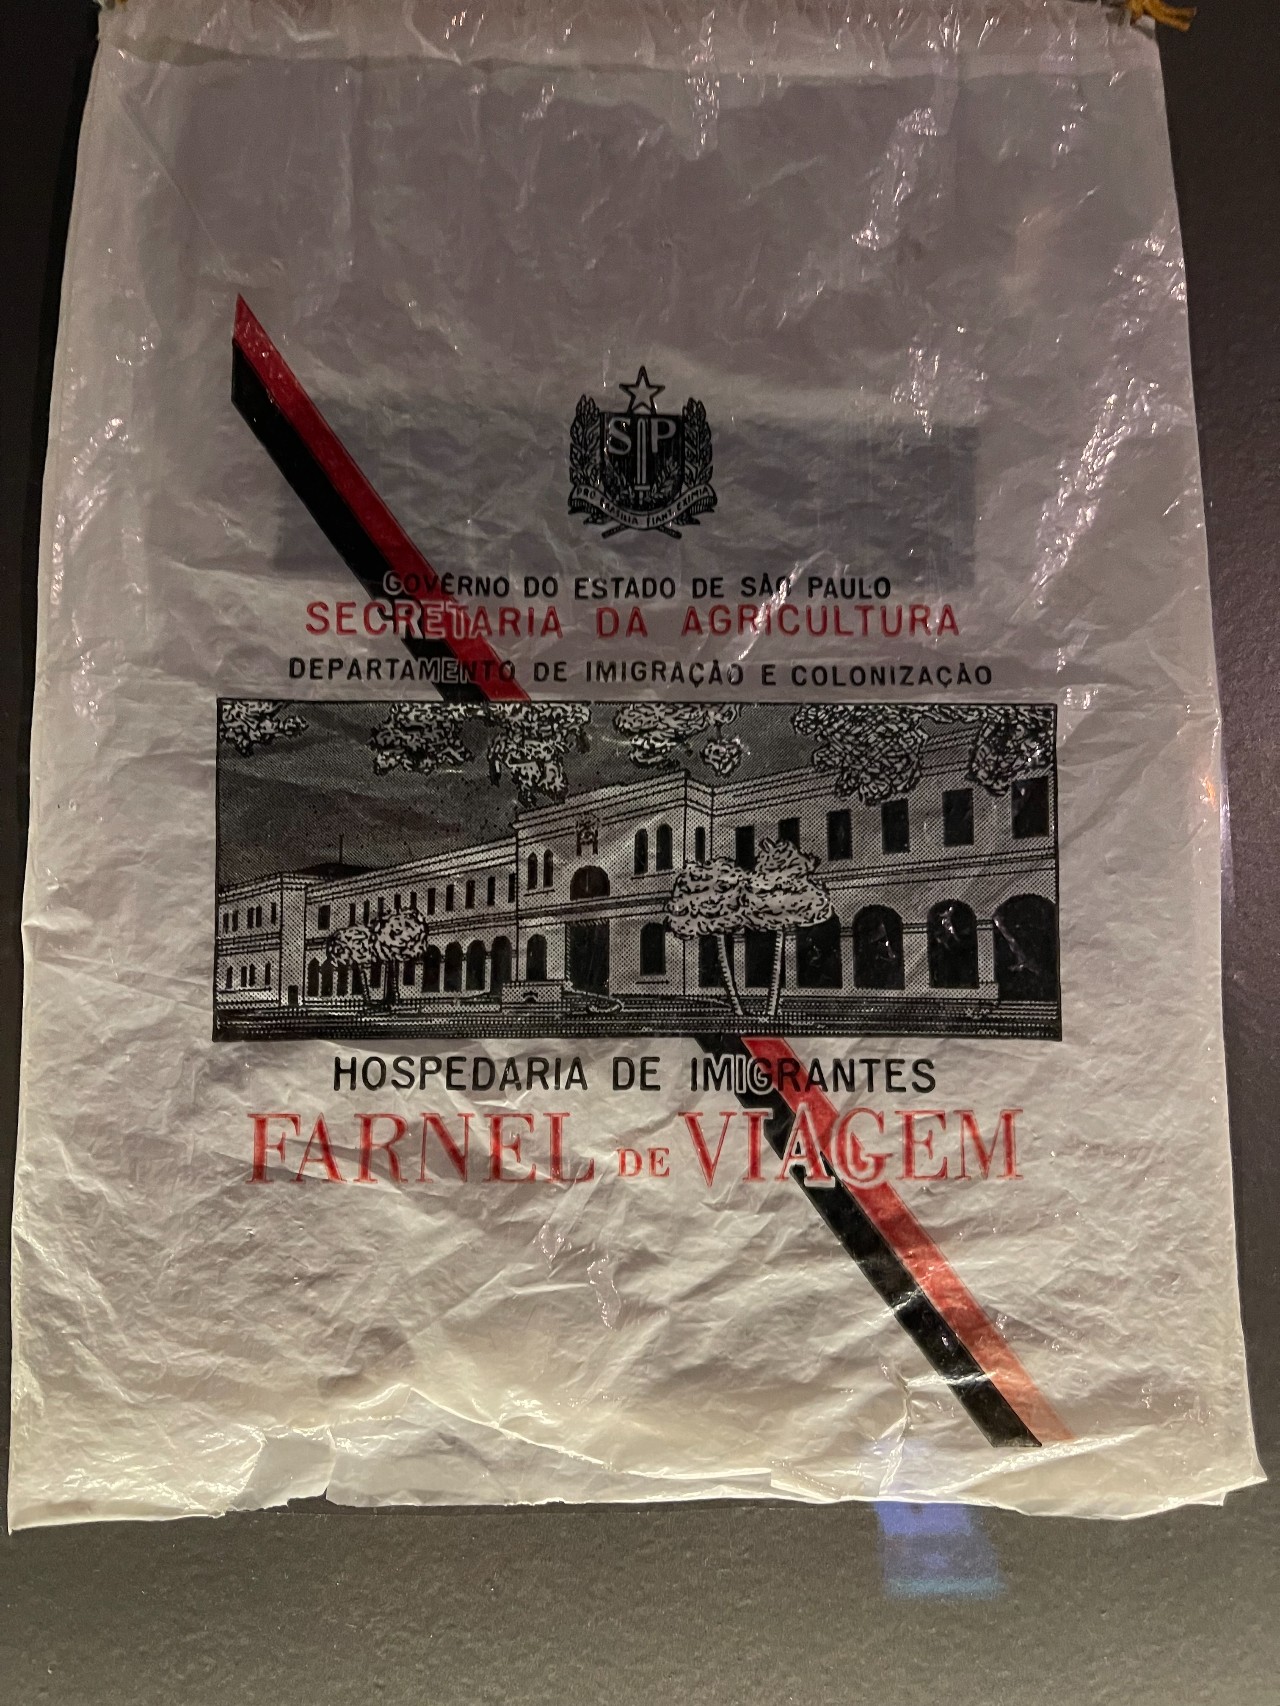 SP
PRO BRASILIA FIANT EXIMIA
GOVÊRNO DO ESTADO DE SÃO PAULO
SECRETARIA DA AGRICULTURA
DEPARTAMENTO DE IMIGRAÇÃO E COLONIZAÇÃO
HOSPEDARIA DE IMIGRANTES
FARNEL DE VIAGEM